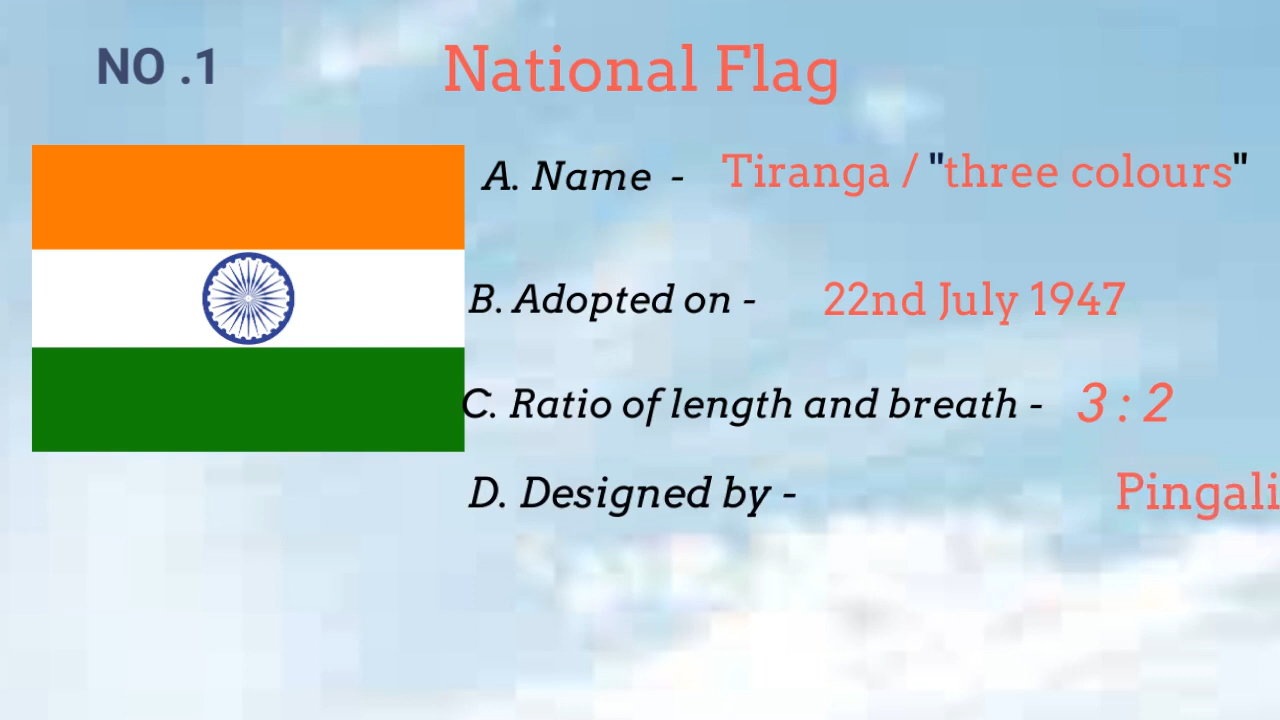 NO .1
National Flag
A. Name - Tiranga / "three colours"
B. Adopted on - 22nd July 1947
C. Ratio of length and breath - 3 : 2
D. Designed by - Pingali